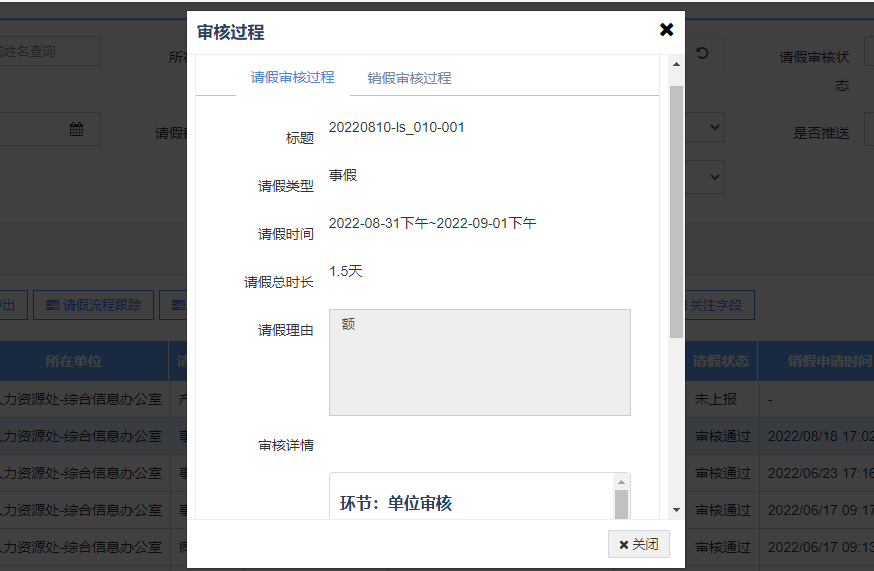 审核过程
请假审核过程 销假审核过程
标题 20220810-ls_010-001
请假类型 事假
请假时间 2022-08-31下午~2022-09-01下午
请假总时长 1.5天
请假理由 额
审核详情
环节：单位审核
关闭
姓名查询
请假审核状态
是否推送
请假流程跟踪
关注字段
所在单位 请假状态 销假申请时间
人力资源处-综合信息办公室 未上报 -
人力资源处-综合信息办公室 审核通过 2022/08/18 17:02
人力资源处-综合信息办公室 审核通过 2022/06/23 17:16
人力资源处-综合信息办公室 审核通过 2022/06/17 09:17
人力资源处-综合信息办公室 审核通过 2022/06/17 09:13